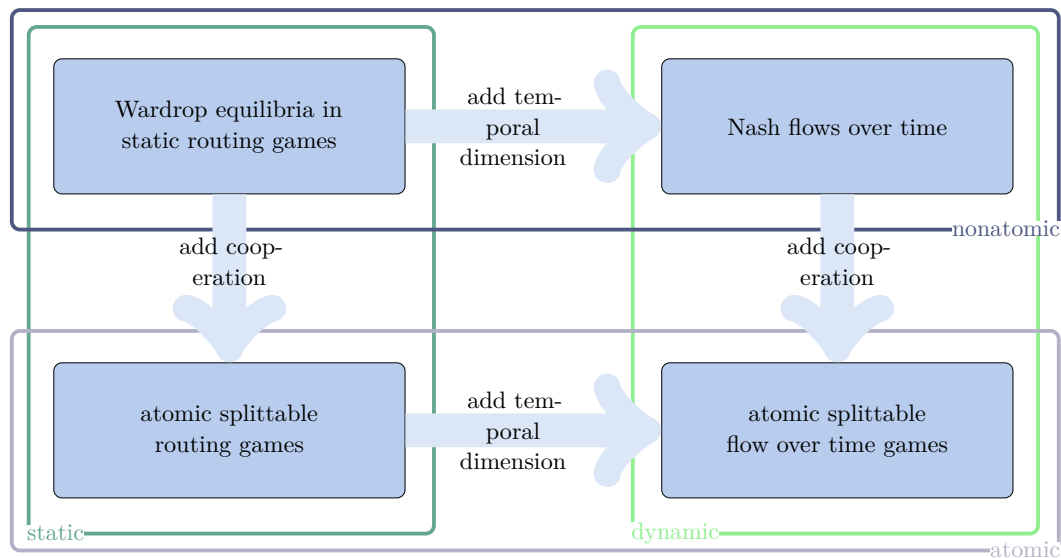 Wardrop equilibria in
static routing games
add tem-
poral
dimension
Nash flows over time
nonatomic
add coop-
eration
add coop-
eration
atomic splittable
routing games
add tem-
poral
dimension
atomic splittable
flow over time games
static
dynamic
atomic